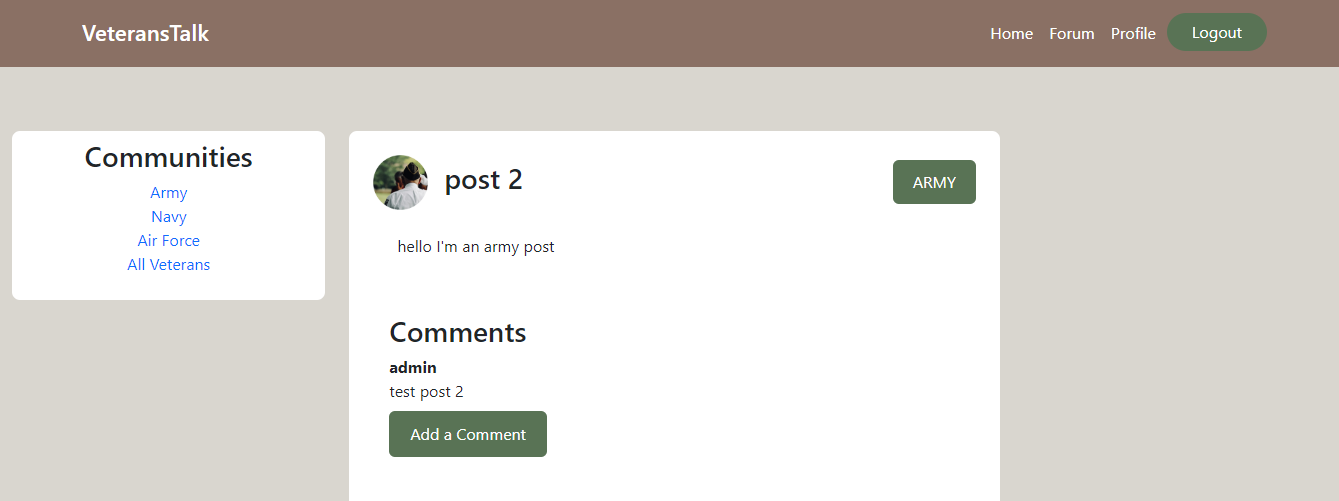 VeteransTalk
Home Forum Profile Logout
Communities
Army
Navy
Air Force
All Veterans
post 2
ARMY
hello I'm an army post
Comments
admin
test post 2
Add a Comment